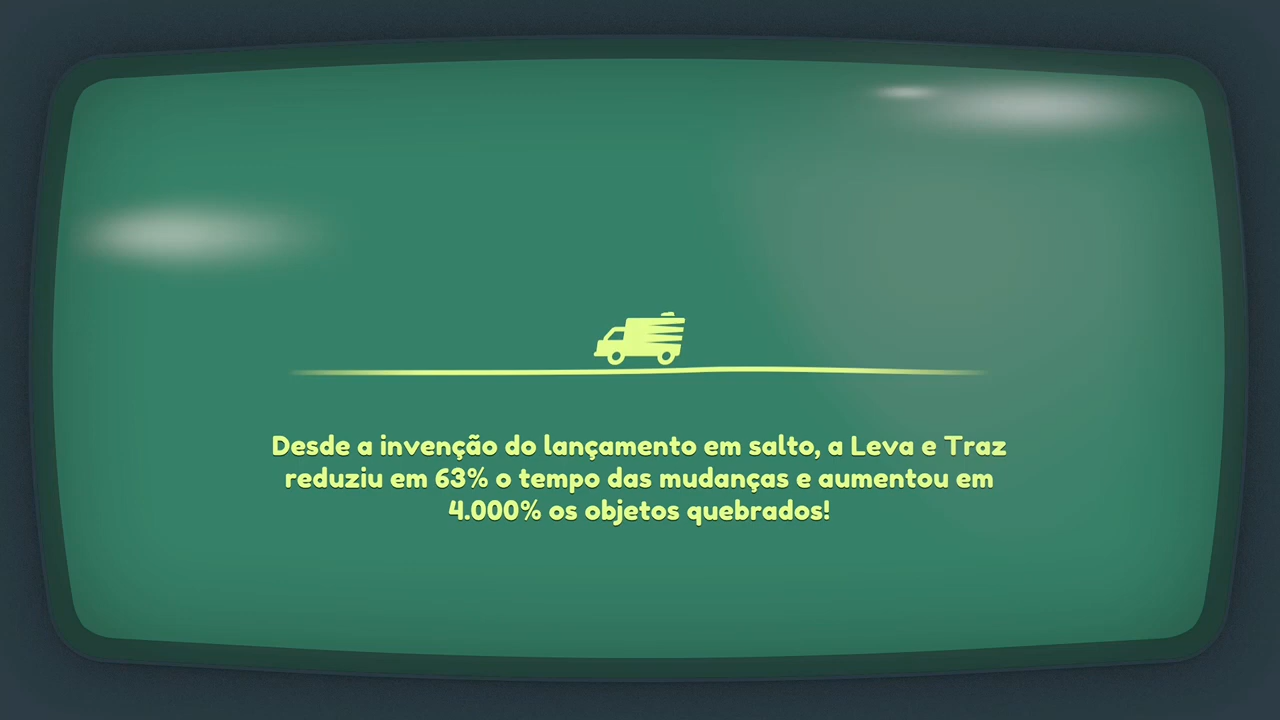 Desde a invenção do lançamento em salto, a Leva e Traz
reduziu em 63% o tempo das mudanças e aumentou em
4.000% os objetos quebrados!